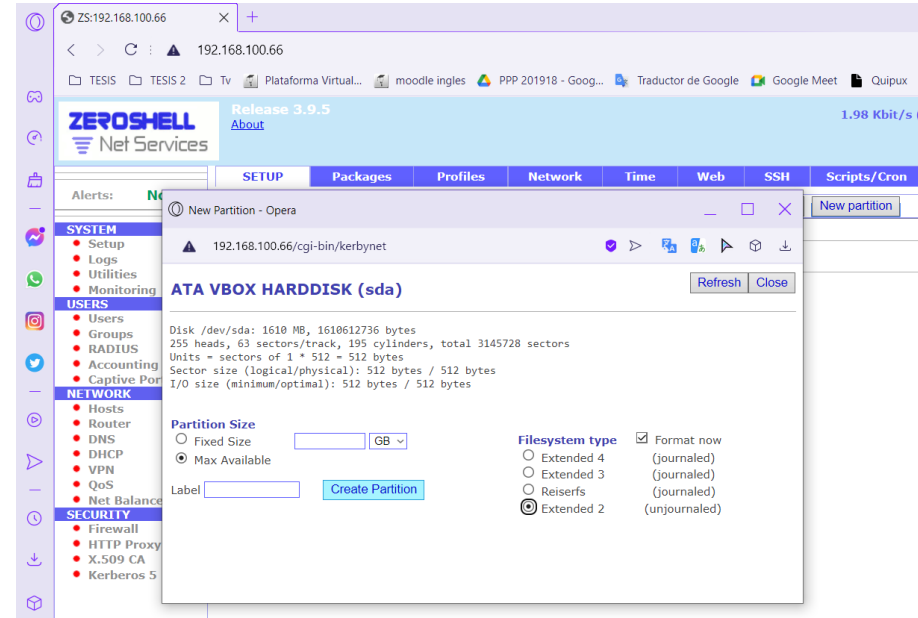 ZS:192.168.100.66
192.168.100.66
TESIS TESIS 2 Tv Plataforma Virtual... moodle ingles PPP 201918 - Goog... Traductor de Google Google Meet Quipux
ZEROSHELL
Net Services
Release 3.9.5
About
1.98 Kbit/s
SETUP Packages Profiles Network Time Web SSH Scripts/Cron
Alerts:
New partition
SYSTEM
Setup
Logs
Utilities
Monitoring
USERS
Users
Groups
RADIUS
Accounting
Captive Por
NETWORK
Hosts
Router
DNS
DHCP
VPN
QoS
Net Balance
SECURITY
Firewall
HTTP Proxy
X.509 CA
Kerberos 5
New Partition - Opera
192.168.100.66/cgi-bin/kerbynet
ATA VBOX HARDDISK (sda)
Refresh Close
Disk /dev/sda: 1610 MB, 1610612736 bytes
255 heads, 63 sectors/track, 195 cylinders, total 3145728 sectors
Units = sectors of 1 * 512 = 512 bytes
Sector size (logical/physical): 512 bytes / 512 bytes
I/O size (minimum/optimal): 512 bytes / 512 bytes
Partition Size
Fixed Size GB
Max Available
Label Create Partition
Filesystem type Format now
Extended 4 (journaled)
Extended 3 (journaled)
Reiserfs (journaled)
Extended 2 (unjournaled)